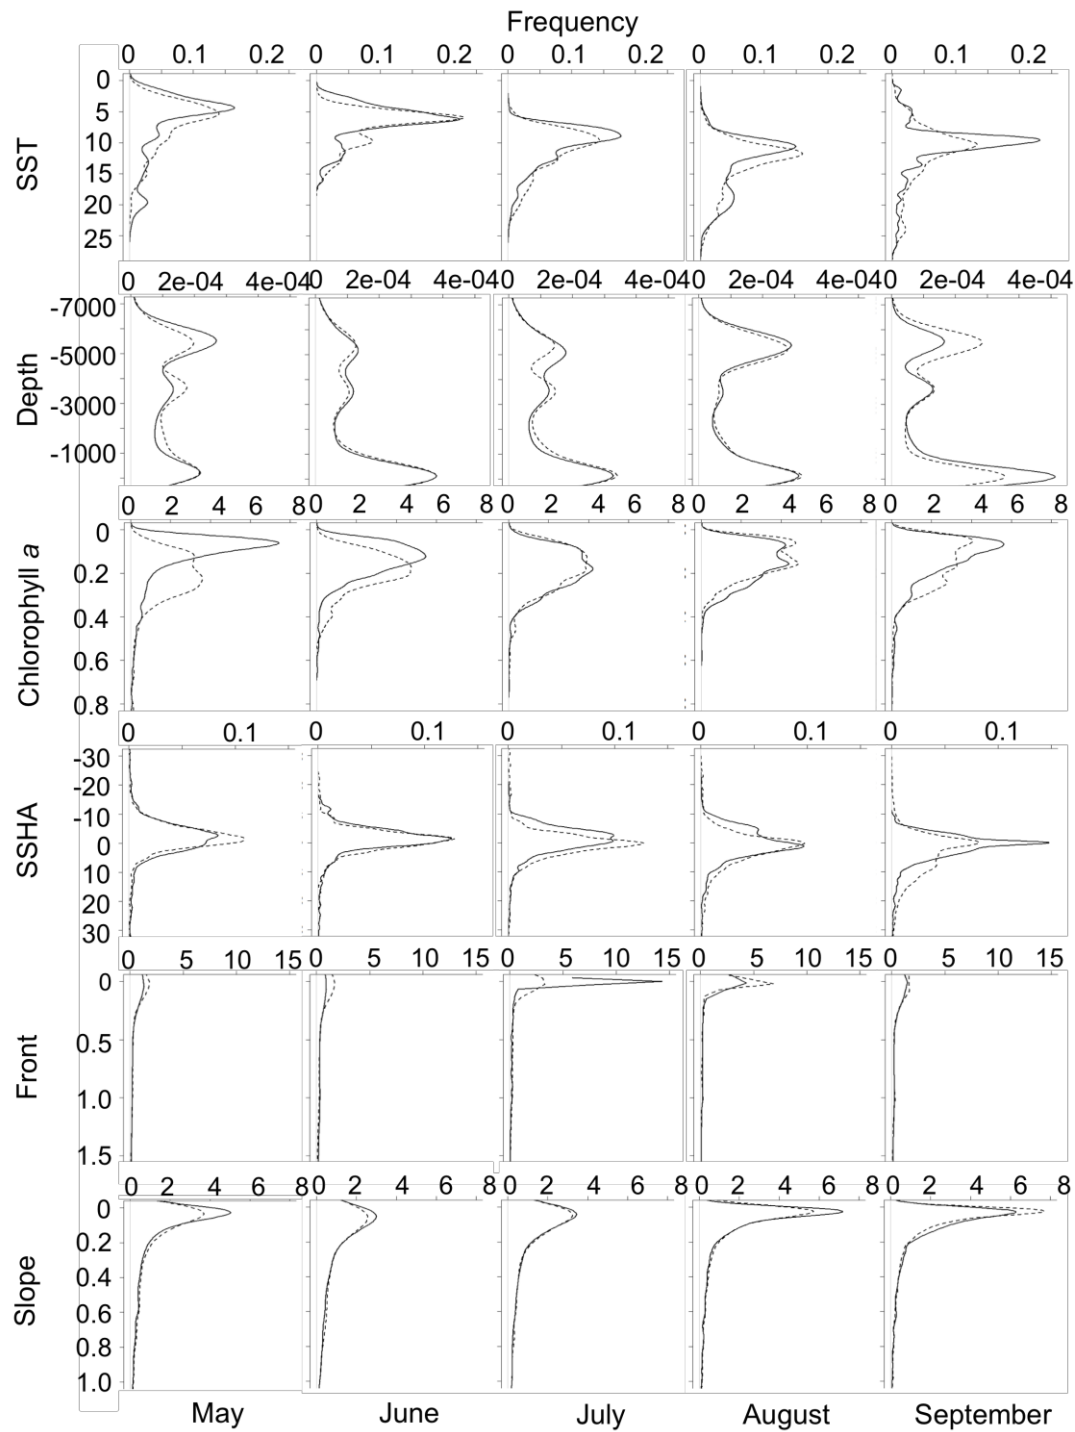 Frequency
0 0.1 0.2 0 0.1 0.2 0 0.1 0.2 0 0.1 0.2 0 0.1 0.2
SST
0
5
10
15
20
25
0 2e-04 4e-04 0 2e-04 4e-04 0 2e-04 4e-04 0 2e-04 4e-04 0 2e-04 4e-04
Depth
-7000
-5000
-3000
-1000
0 2 4 6 8 0 2 4 6 8 0 2 4 6 8 0 2 4 6 8 0 2 4 6 8
Chlorophyll a
0
0.2
0.4
0.6
0.8
0 0.1 0 0.1 0 0.1 0 0.1 0 0.1
SSHA
-30
-20
-10
0
10
20
30
0 5 10 15 0 5 10 15 0 5 10 15 0 5 10 15 0 5 10 15
Front
0
0.5
1.0
1.5
0 2 4 6 8 0 2 4 6 8 0 2 4 6 8 0 2 4 6 8 0 2 4 6 8
Slope
0
0.2
0.4
0.6
0.8
1.0
May June July August September